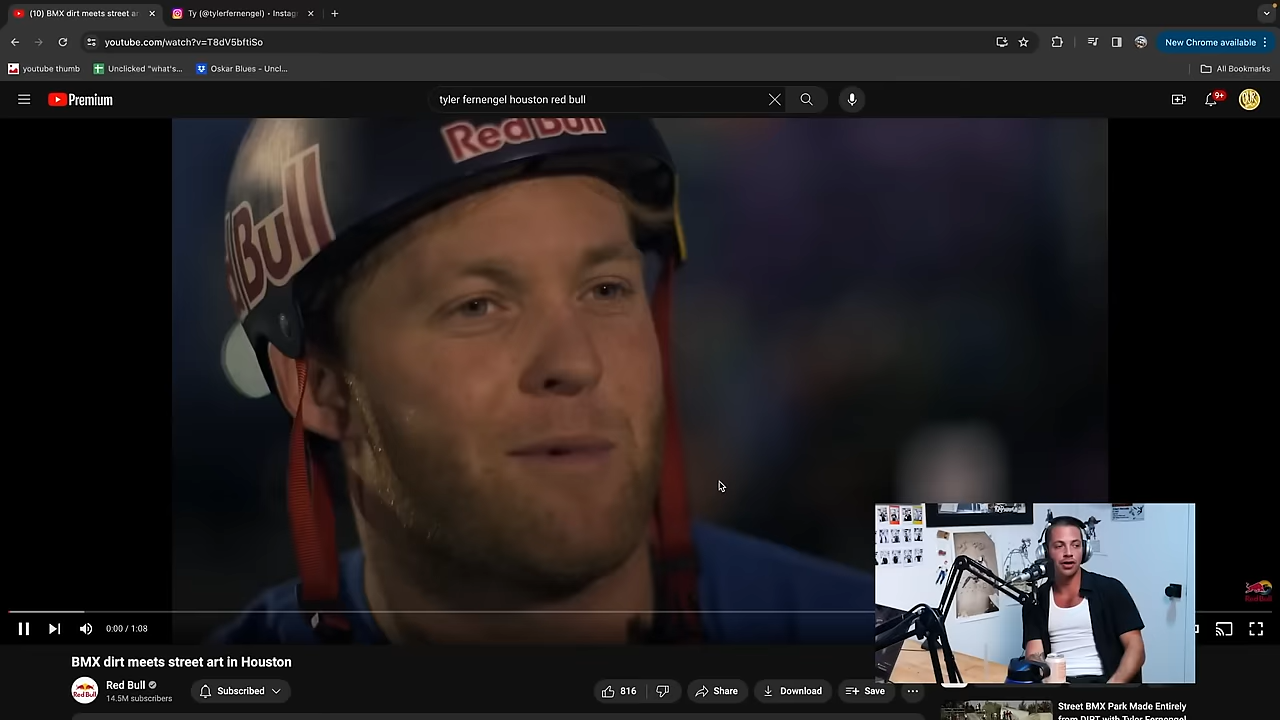 (10) BMX dirt meets street ar
Ty (@tylerfernengel) • Instag
youtube.com/watch?v=T8dV5bftiSo
New Chrome available
youtube thumb
Unclicked "what's...
Oskar Blues - Uncl...
All Bookmarks
Premium
tyler fernengel houston red bull
9+
Red Bull
Bull
Red Bull
0:00 / 1:08
BMX dirt meets street art in Houston
Red Bull
14.5M subscribers
Subscribed
816
Share
Download
Save
Street BMX Park Made Entirely
from DIRT with Tyler Fernengel